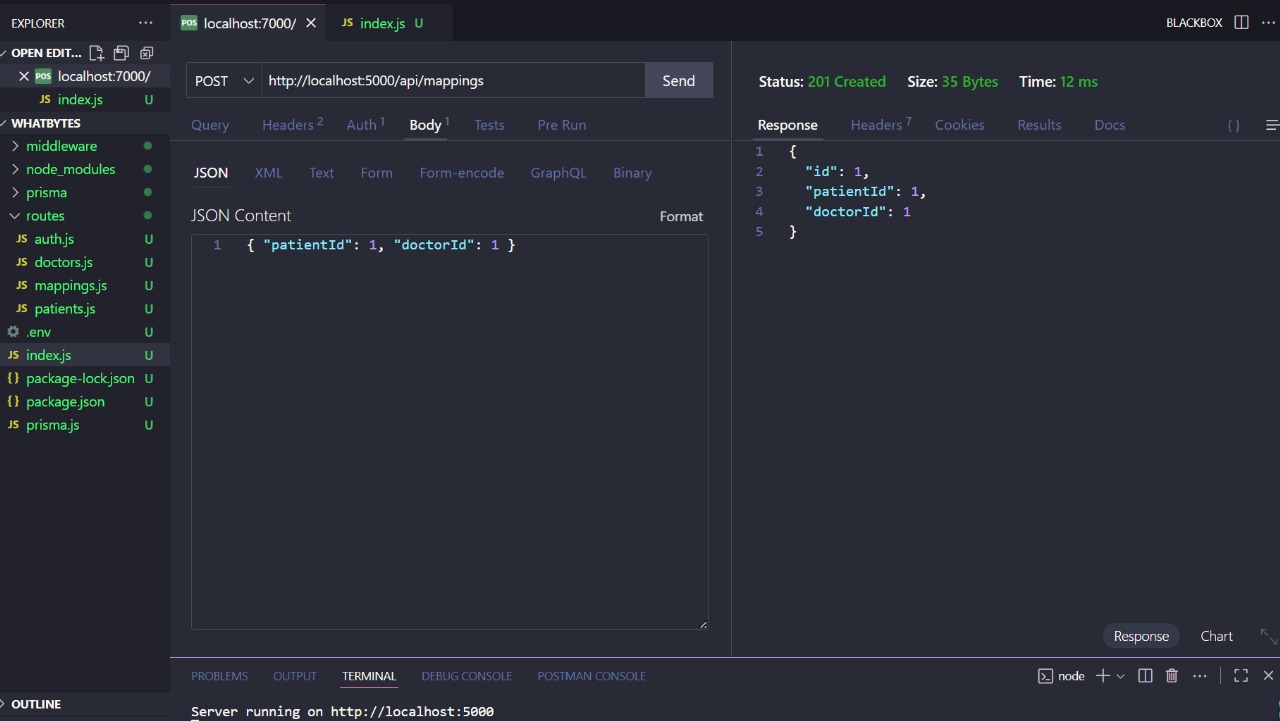 EXPLORER
OPEN EDIT...
POS localhost:7000/
JS index.js U
WHATBYTES
middleware
node_modules
prisma
routes
JS auth.js U
JS doctors.js U
JS mappings.js U
JS patients.js U
.env U
JS index.js U
{} package-lock.json U
{} package.json U
JS prisma.js U
OUTLINE
POS localhost:7000/
JS index.js U
BLACKBOX
POST http://localhost:5000/api/mappings Send
Query Headers 2 Auth 1 Body 1 Tests Pre Run
JSON XML Text Form Form-encode GraphQL Binary
JSON Content Format
1 { "patientId": 1, "doctorId": 1 }
Status: 201 Created Size: 35 Bytes Time: 12 ms
Response Headers 7 Cookies Results Docs {}
1 {
2 "id": 1,
3 "patientId": 1,
4 "doctorId": 1
5 }
Response Chart
PROBLEMS OUTPUT TERMINAL DEBUG CONSOLE POSTMAN CONSOLE node
Server running on http://localhost:5000